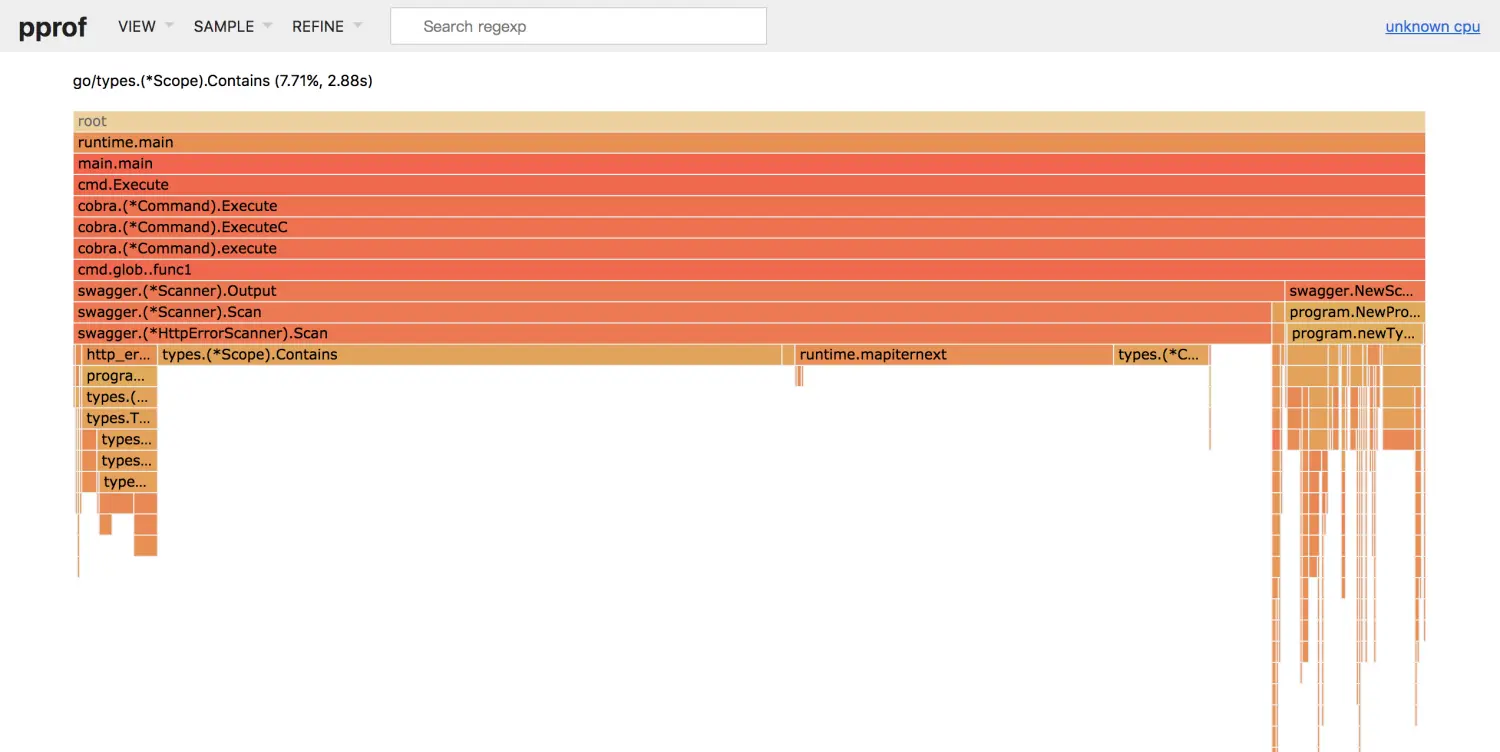 pprof VIEW SAMPLE REFINE Search regexp unknown cpu
go/types.(*Scope).Contains (7.71%, 2.88s)
root
runtime.main
main.main
cmd.Execute
cobra.(*Command).Execute
cobra.(*Command).ExecuteC
cobra.(*Command).execute
cmd.glob..func1
swagger.(*Scanner).Output swagger.NewSc...
swagger.(*Scanner).Scan program.NewPro...
swagger.(*HttpErrorScanner).Scan program.newTy...
http_er... types.(*Scope).Contains runtime.mapiternext types.(*C...
progra...
types.(...
types.T...
types...
types...
type...